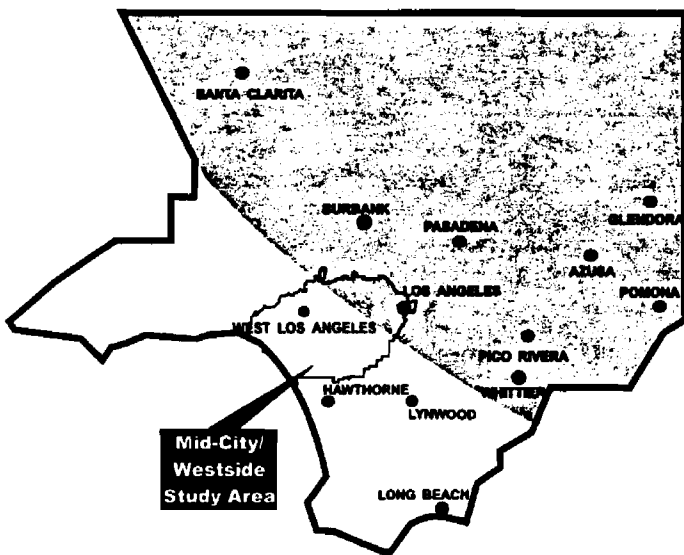 SANTA CLARITA
BURBANK
PASADENA
GLENDORA
AZUSA
LOS ANGELES
POMONA
WEST LOS ANGELES
PICO RIVERA
WHITTIER
HAWTHORNE
LYNWOOD
Mid-City/
Westside
Study Area
LONG BEACH